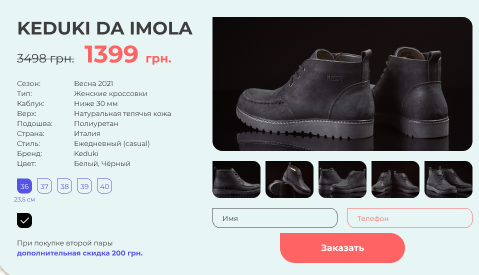 KEDUKI DA IMOLA
3498 грн. 1399 грн.
Сезон: Весна 2021
Тип: Женские кроссовки
Каблук: Ниже 30 мм
Верх: Натуральная телячья кожа
Подошва: Полиуретан
Страна: Италия
Стиль: Ежедневный (casual)
Бренд: Keduki
Цвет: Белый, Чёрный
36 37 38 39 40
23,5 см
При покупке второй пары
дополнительная скидка 200 грн.
Имя
Телефон
Заказать